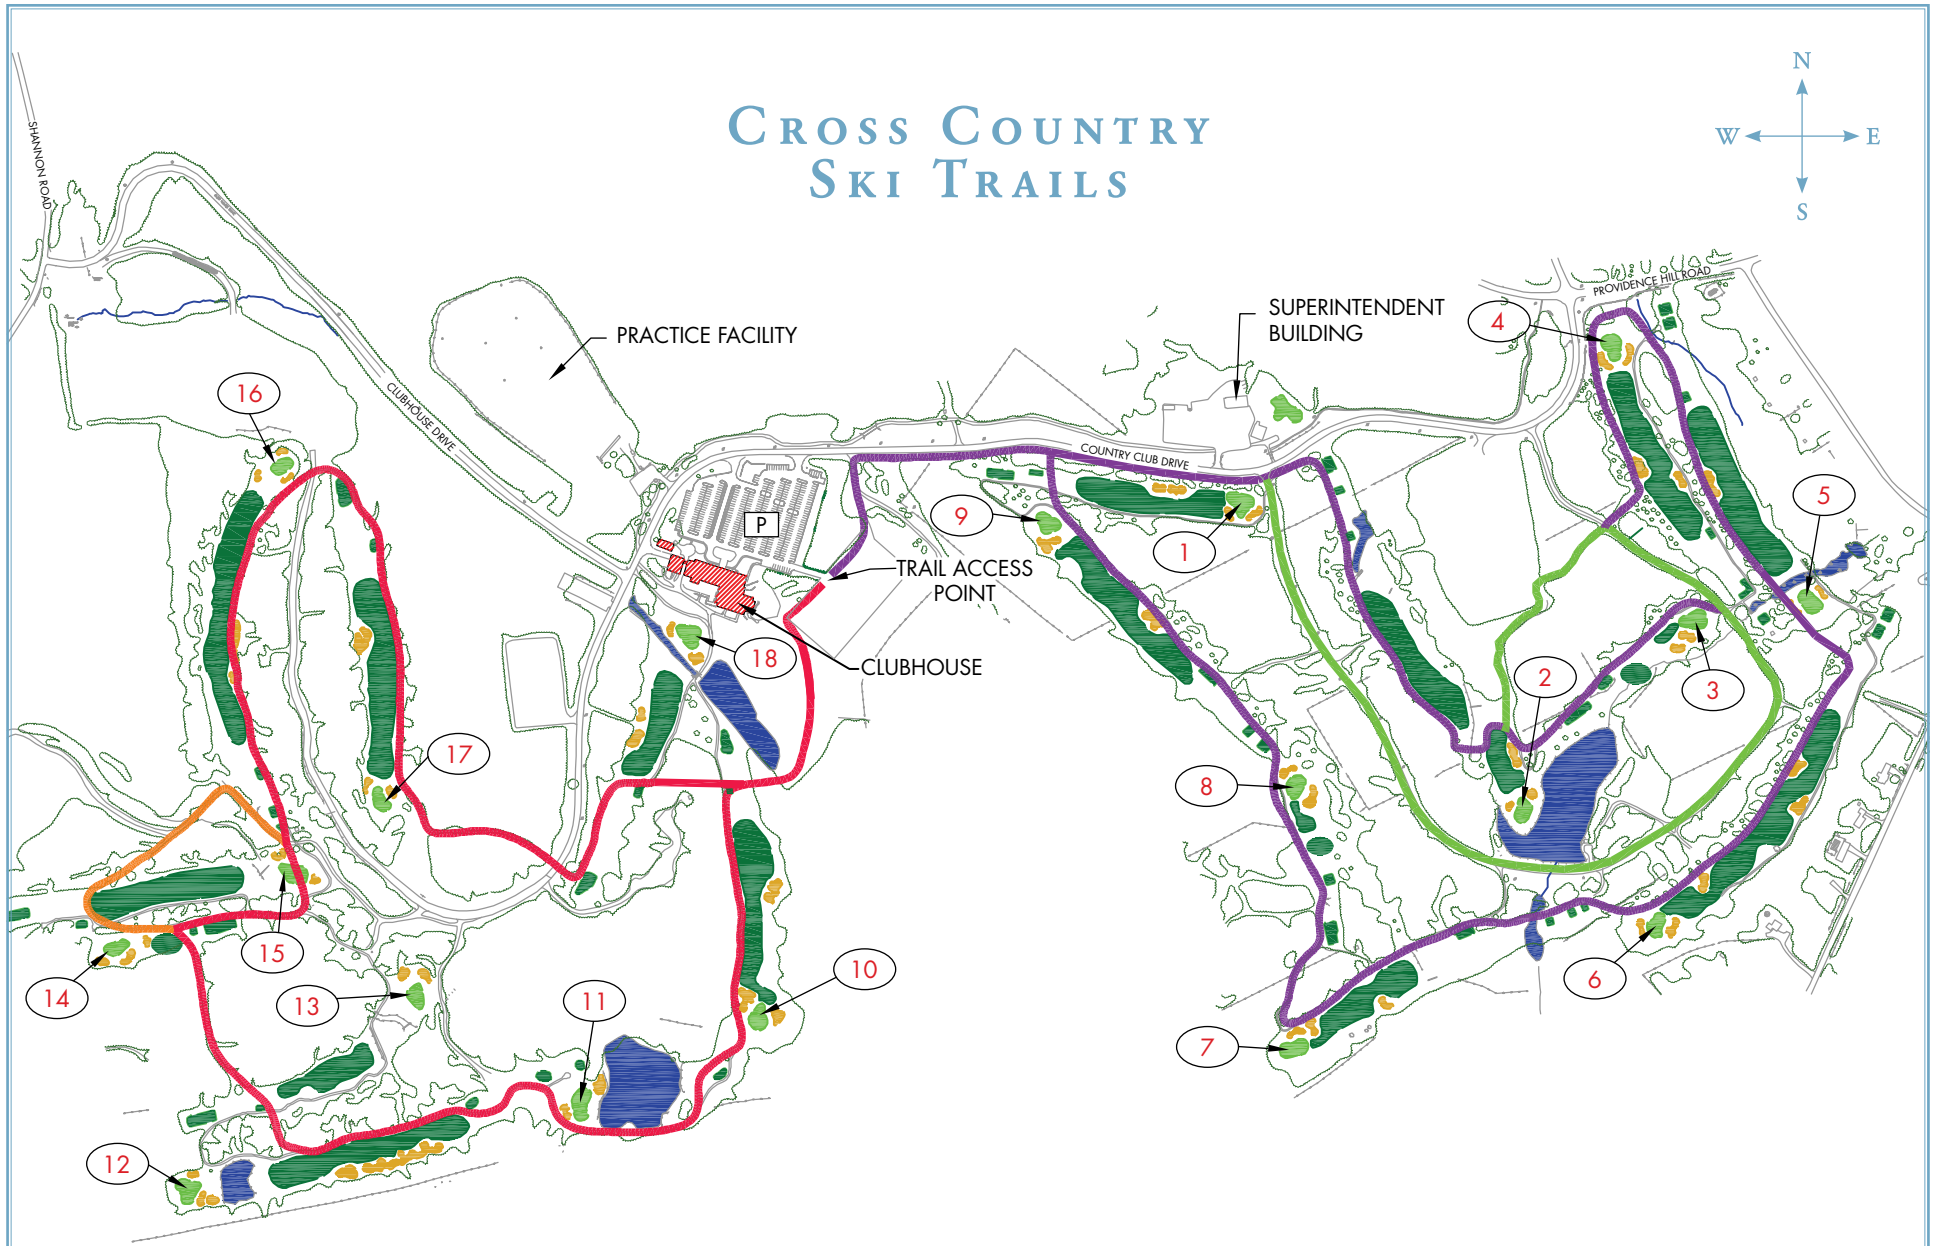 CROSS COUNTRY
SKI TRAILS
N
W E
S
SHANNON ROAD
PROVIDENCE HILL ROAD
SUPERINTENDENT
BUILDING
4
PRACTICE FACILITY
16
CLUBHOUSE DRIVE
COUNTRY CLUB DRIVE
5
9
P
1
TRAIL ACCESS
POINT
18
CLUBHOUSE
2
3
17
8
15
10
6
14
13
11
7
12